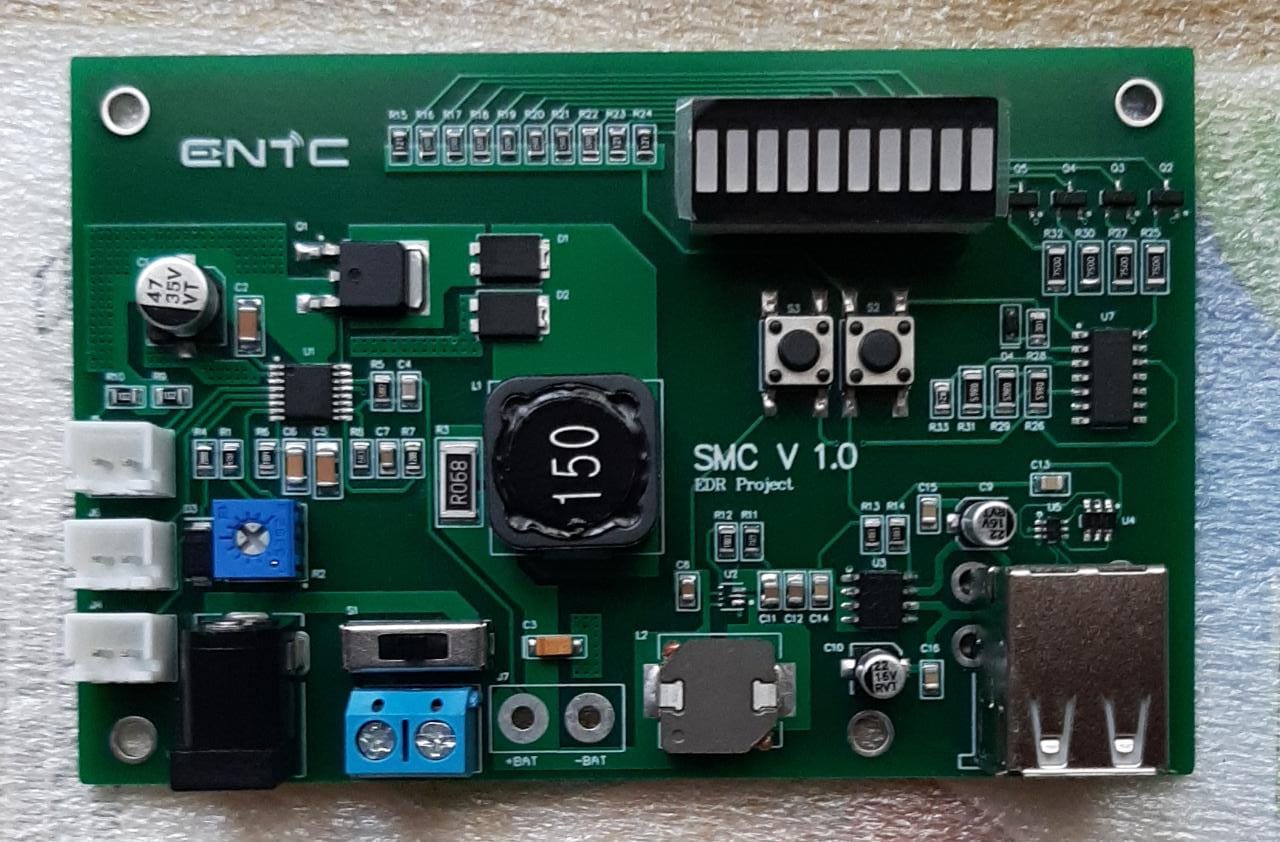 R15 R16 R17 R18 R19 R20 R21 R22 R23 R24
ENTC
Q5 Q4 Q3 Q2
R32 R30 R27 R25
Q1
D1
D2
47
35V
VT
C2
S3
S2
U7
U1
R5 C4
D4 R28
R10 R9
L1
R33 R31 R29 R26
R4 R1 R6 C6 C5 R8 C7 R7
R3
R068
150
SMC V 1.0
EDR Project
C13
C15
C9
22
16V
RVT
U5
U4
R12 R11
R13 R14
R2
C8
U2
U3
C11 C12 C14
S1
C3
L2
C10
22
16V
RVT
C16
J7
+BAT
-BAT